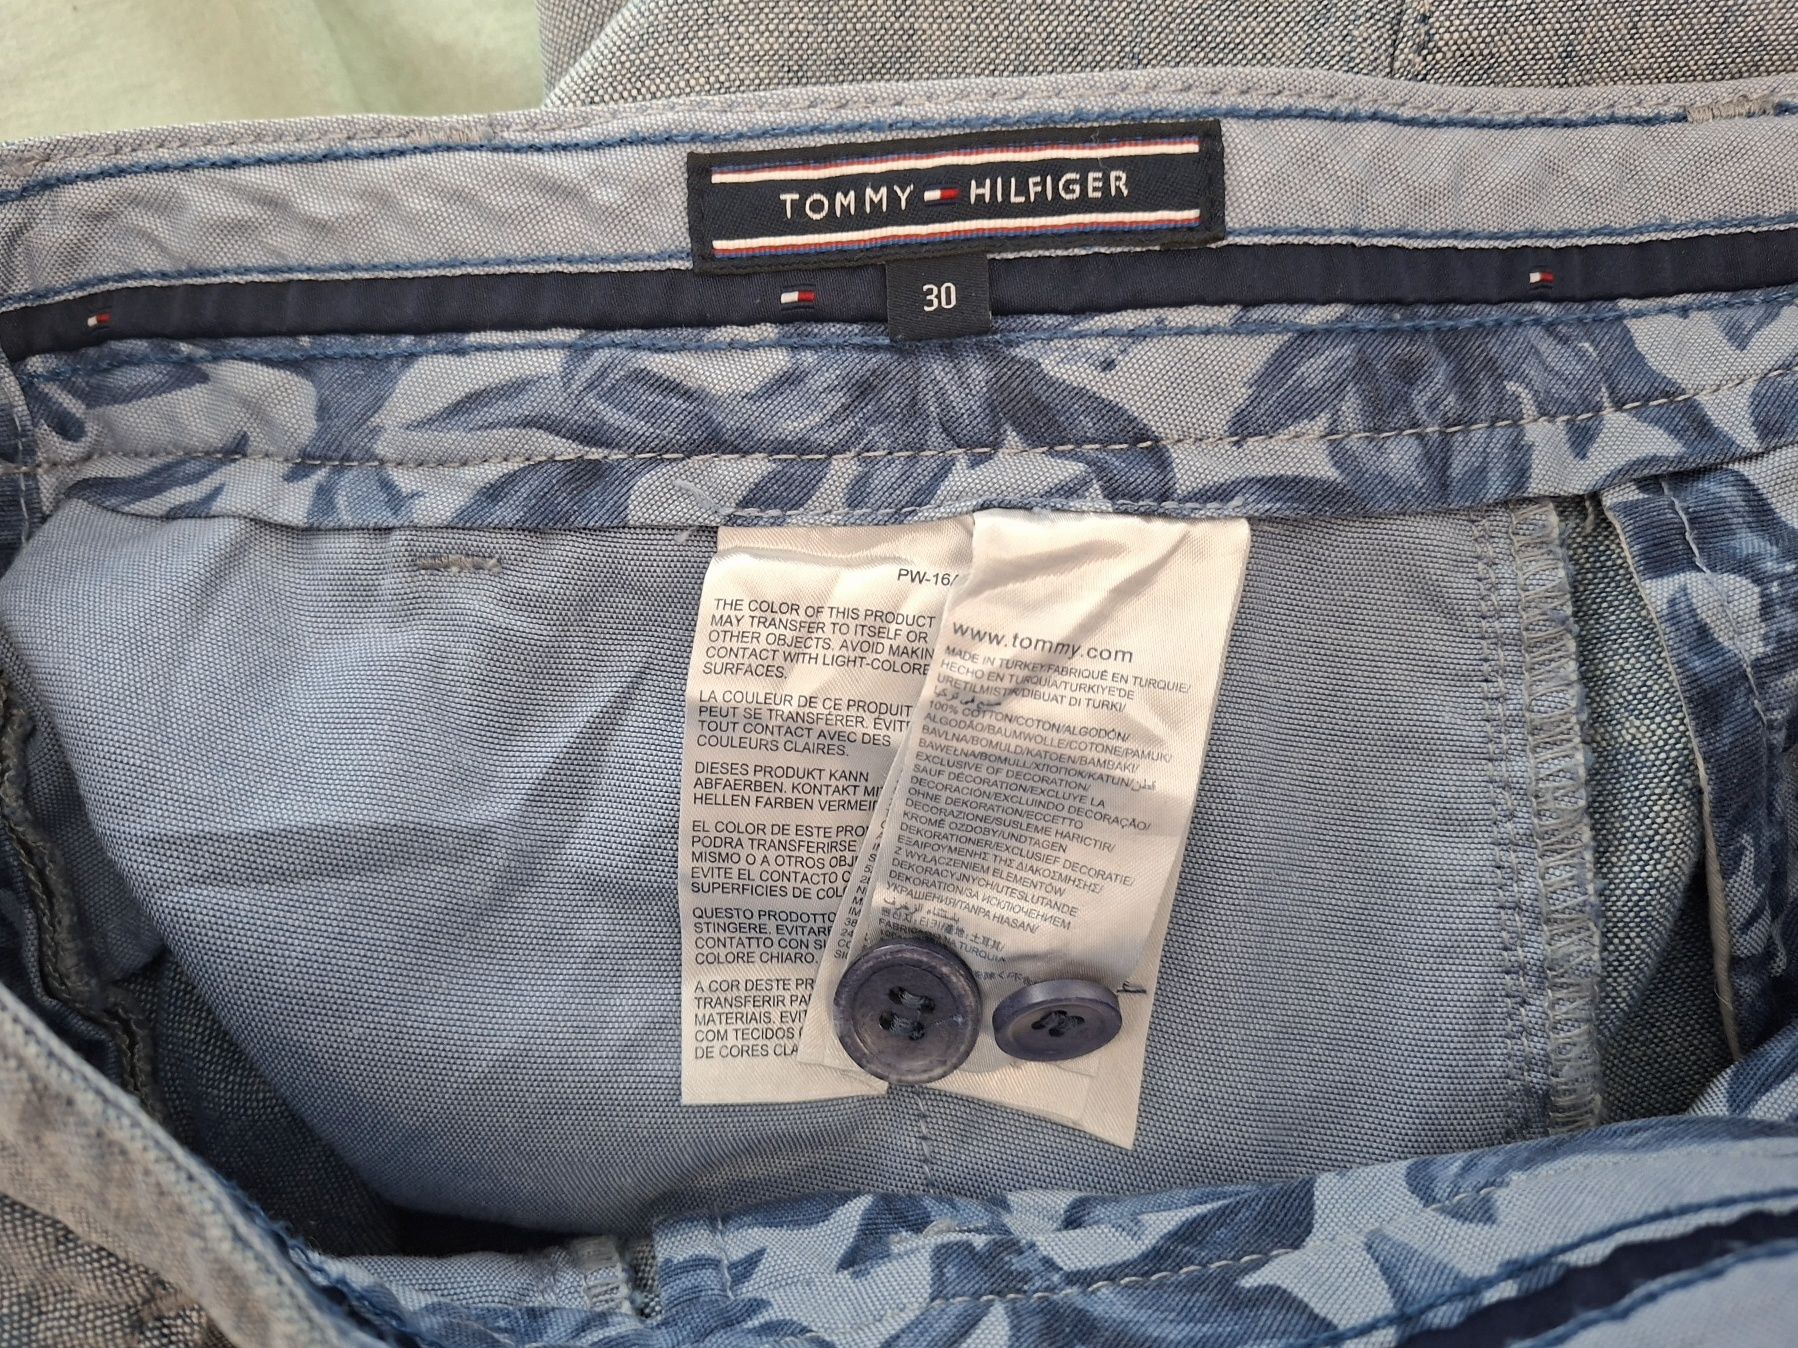 TOMMY HILFIGER
30
PW-16/
THE COLOR OF THIS PRODUCT
MAY TRANSFER TO ITSELF OR
OTHER OBJECTS. AVOID MAKIN
CONTACT WITH LIGHT-COLORE
SURFACES.
LA COULEUR DE CE PRODUIT
PEUT SE TRANSFÉRER. ÉVIT
TOUT CONTACT AVEC DES
COULEURS CLAIRES.
DIESES PRODUKT KANN
ABFAERBEN. KONTAKT MI
HELLEN FARBEN VERMEI
EL COLOR DE ESTE PRO
PODRA TRANSFERIRSE
MISMO O A OTROS OBJ
EVITE EL CONTACTO C
SUPERFICIES DE COL
QUESTO PRODOTTO
STINGERE, EVITARE
CONTATTO CON SU
COLORE CHIARO.
A COR DESTE PR
TRANSFERIR PA
MATERIAIS. EVI
COM TECIDOS
DE CORES CLA
www.tommy.com
MADE IN TURKEY/FABRIQUÉ EN TURQUIE/
HECHO EN TURQUÍA/TURKIYE'DE
URETILMISTIR/DIBUAT DI TURKI/
100% COTTON/COTON/ALGODÓN/
ALGODÃO/BAUMWOLLE/COTONE/PAMUK/
BAVLNA/BOMULD/KATOEN/BAMBAKI/
BAWEŁNA/BOMULL/ХЛОПОК/KATUN/قطن/
EXCLUSIVE OF DECORATION/
SAUF DÉCORATION/EXCLUYE LA
DECORACIÓN/EXCLUINDO DECORAÇÃO/
OHNE DEKORATION/ECCETTO
DECORAZIONE/SUSLEME HARICTIR/
KROMĚ OZDOBY/UNDTAGEN
DEKORATIONER/EXCLUSIEF DECORATIE/
ΕΞΑΙΡΟΥΜΕΝΗΣ ΤΗΣ ΔΙΑΚΟΣΜΗΣΗΣ/
Z WYŁĄCZENIEM ELEMENTÓW
DEKORACYJNYCH/UTESLUTANDE
DEKORATION/ЗА ИСКЛЮЧЕНИЕМ
УКРАШЕНИЯ/TANPA HIASAN/